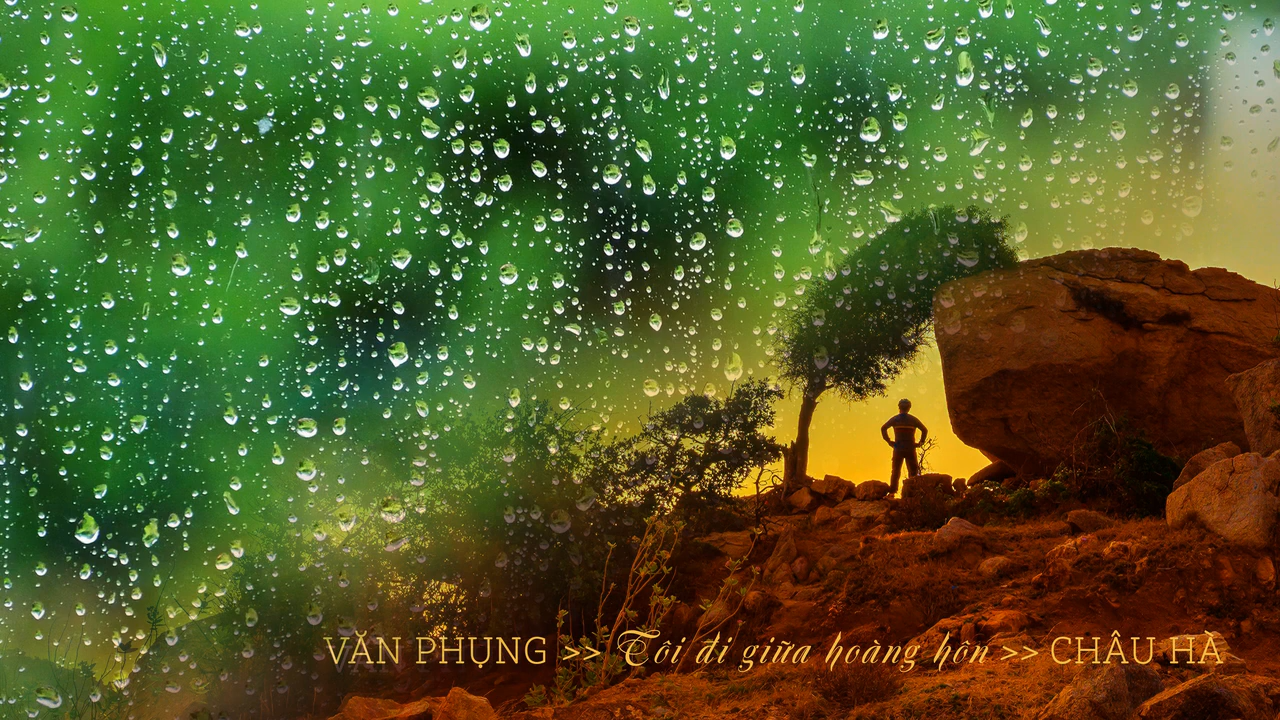 VĂN PHỤNG >> Tôi đi giữa hoàng hôn >> CHÂU HÀ